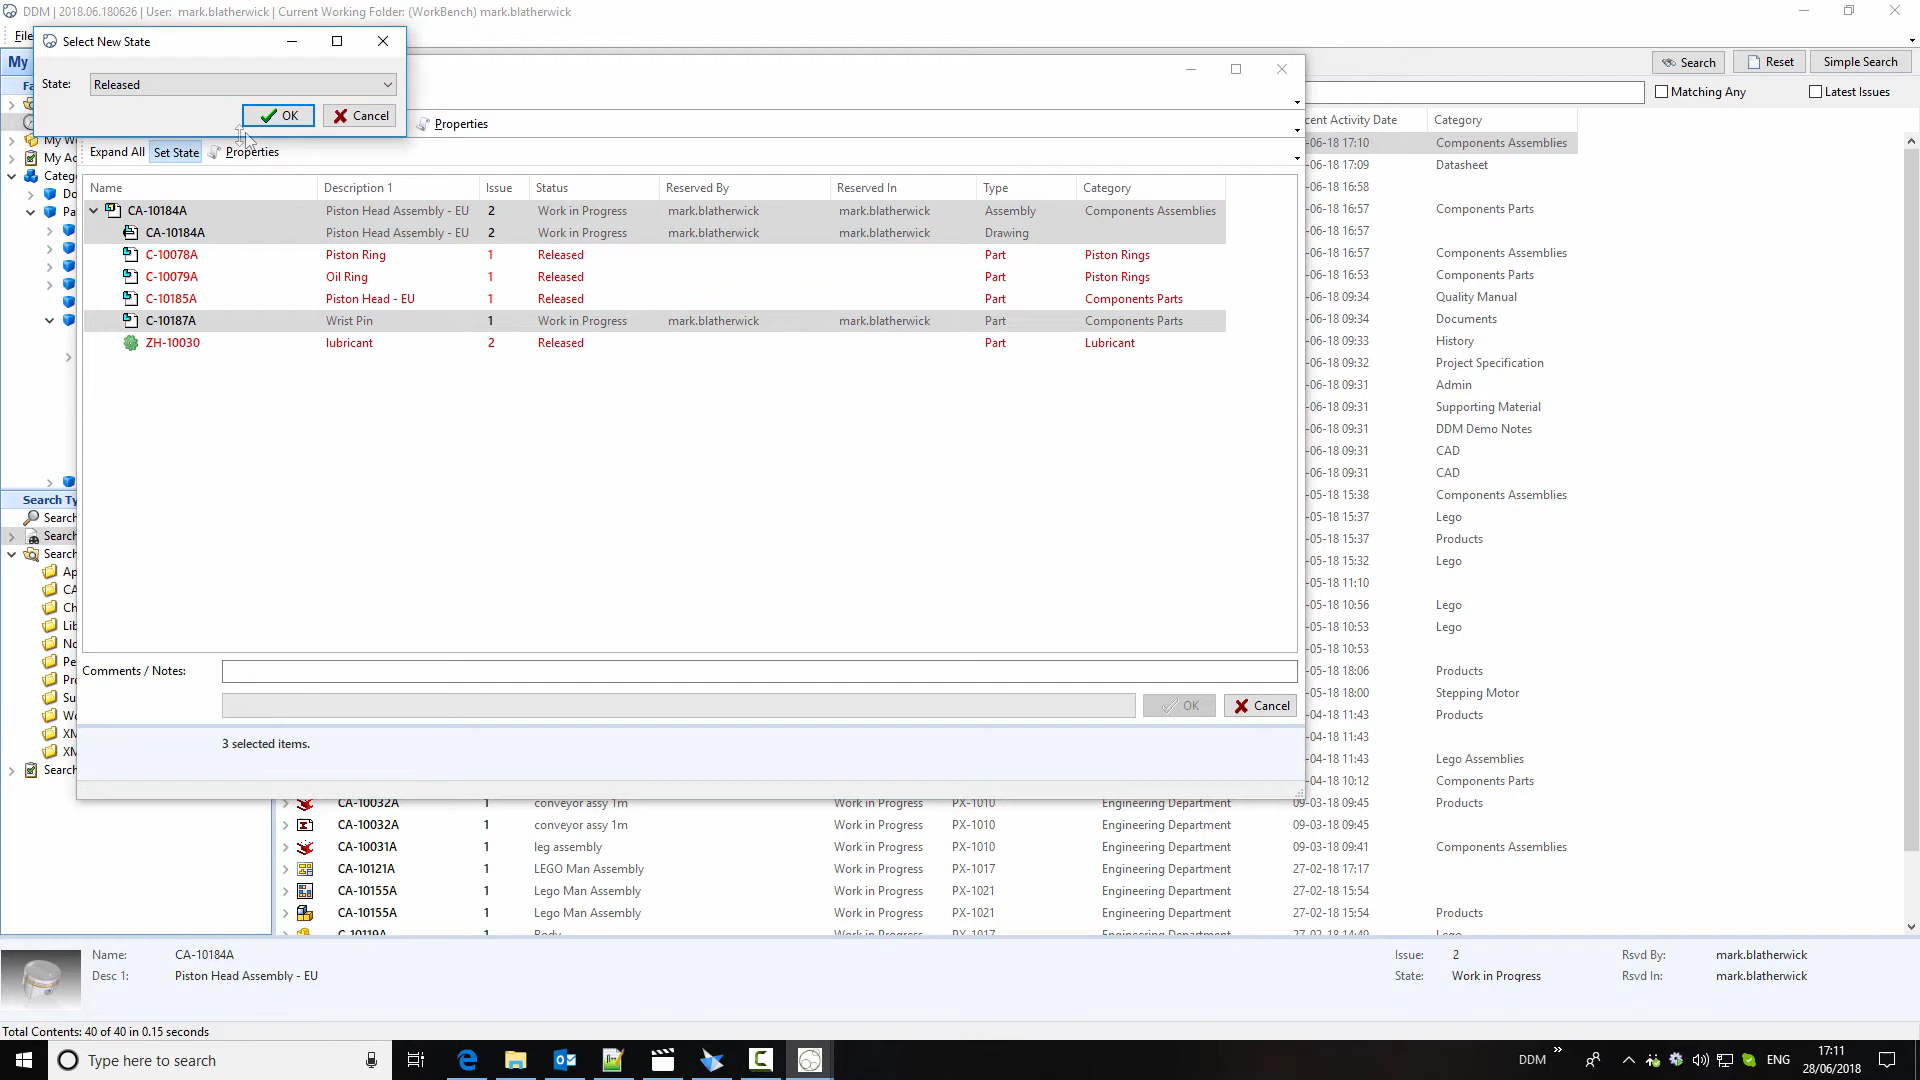 DDM | 2018.06.180626 | User: mark.blatherwick | Current Working Folder: (WorkBench) mark.blatherwick
File
Select New State
State: Released
OK Cancel
My
Search Reset Simple Search
Matching Any Latest Issues
Properties
Expand All Set State Properties
Name Description 1 Issue Status Reserved By Reserved In Type Category
CA-10184A Piston Head Assembly - EU 2 Work in Progress mark.blatherwick mark.blatherwick Assembly Components Assemblies
CA-10184A Piston Head Assembly - EU 2 Work in Progress mark.blatherwick mark.blatherwick Drawing
C-10078A Piston Ring 1 Released Part Piston Rings
C-10079A Oil Ring 1 Released Part Piston Rings
C-10185A Piston Head - EU 1 Released Part Components Parts
C-10187A Wrist Pin 1 Work in Progress mark.blatherwick mark.blatherwick Part Components Parts
ZH-10030 lubricant 2 Released Part Lubricant
Comments / Notes:
OK Cancel
3 selected items.
Fa
My W
My Ac
Categ
Do
Pa
Search Ty
Search
Search
Search
Ap
CA
Ch
Lib
No
Pe
Pro
Su
Wo
XM
XM
Search
cent Activity Date Category
-06-18 17:10 Components Assemblies
-06-18 17:09 Datasheet
-06-18 16:58
-06-18 16:57 Components Parts
-06-18 16:57
-06-18 16:57 Components Assemblies
-06-18 16:53 Components Parts
-06-18 09:34 Quality Manual
-06-18 09:34 Documents
-06-18 09:33 History
-06-18 09:32 Project Specification
-06-18 09:31 Admin
-06-18 09:31 Supporting Material
-06-18 09:31 DDM Demo Notes
-06-18 09:31 CAD
-06-18 09:31 CAD
-05-18 15:38 Components Assemblies
-05-18 15:37 Lego
-05-18 15:37 Products
-05-18 15:32 Lego
-05-18 11:10
-05-18 10:56 Lego
-05-18 10:53 Lego
-05-18 10:53
-05-18 18:06 Products
-05-18 18:00 Stepping Motor
-04-18 11:43 Products
-04-18 11:43
-04-18 11:43 Lego Assemblies
-04-18 10:12 Components Parts
CA-10032A 1 conveyor assy 1m Work in Progress PX-1010 Engineering Department 09-03-18 09:45 Products
CA-10032A 1 conveyor assy 1m Work in Progress PX-1010 Engineering Department 09-03-18 09:45
CA-10031A 1 leg assembly Work in Progress PX-1010 Engineering Department 09-03-18 09:41 Components Assemblies
CA-10121A 1 LEGO Man Assembly Work in Progress PX-1017 Engineering Department 27-02-18 17:17
CA-10155A 1 Lego Man Assembly Work in Progress PX-1021 Engineering Department 27-02-18 15:54
CA-10155A 1 Lego Man Assembly Work in Progress PX-1021 Engineering Department 27-02-18 15:54 Products
C-10119A 1 Body Work in Progress PX-1017 Engineering Department 27-02-18 14:49 Lego
Name: CA-10184A Issue: 2 Rsvd By: mark.blatherwick
Desc 1: Piston Head Assembly - EU State: Work in Progress Rsvd In: mark.blatherwick
Total Contents: 40 of 40 in 0.15 seconds
Type here to search
DDM
ENG
17:11
28/06/2018